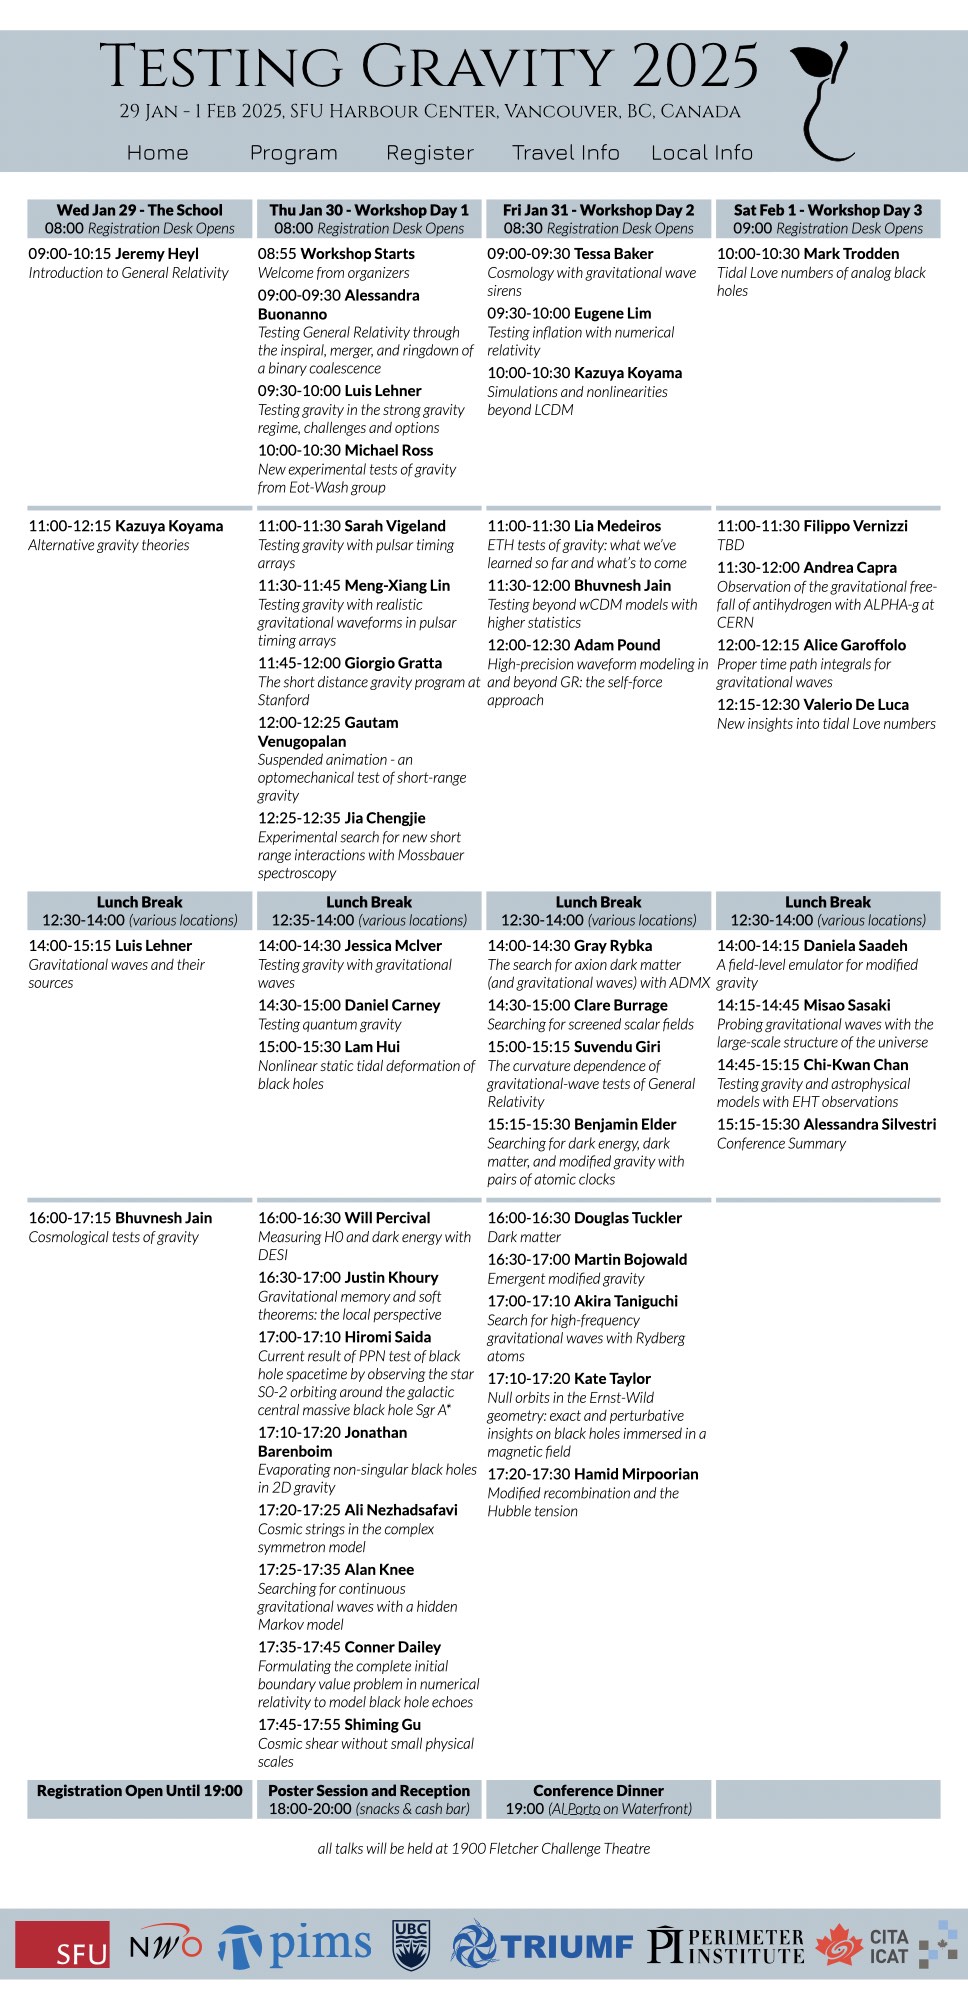 Testing Gravity 2025
29 Jan - 1 Feb 2025, SFU Harbour Center, Vancouver, BC, Canada
Home Program Register Travel Info Local Info
Wed Jan 29 - The School
08:00 Registration Desk Opens
09:00-10:15 Jeremy Heyl
Introduction to General Relativity
11:00-12:15 Kazuya Koyama
Alternative gravity theories
Lunch Break
12:30-14:00 (various locations)
14:00-15:15 Luis Lehner
Gravitational waves and their
sources
16:00-17:15 Bhuvnesh Jain
Cosmological tests of gravity
Registration Open Until 19:00
Thu Jan 30 - Workshop Day 1
08:00 Registration Desk Opens
08:55 Workshop Starts
Welcome from organizers
09:00-09:30 Alessandra
Buonanno
Testing General Relativity through
the inspiral, merger, and ringdown of
a binary coalescence
09:30-10:00 Luis Lehner
Testing gravity in the strong gravity
regime, challenges and options
10:00-10:30 Michael Ross
New experimental tests of gravity
from Eot-Wash group
11:00-11:30 Sarah Vigeland
Testing gravity with pulsar timing
arrays
11:30-11:45 Meng-Xiang Lin
Testing gravity with realistic
gravitational waveforms in pulsar
timing arrays
11:45-12:00 Giorgio Gratta
The short distance gravity program at
Stanford
12:00-12:25 Gautam
Venugopalan
Suspended animation - an
optomechanical test of short-range
gravity
12:25-12:35 Jia Chengjie
Experimental search for new short
range interactions with Mossbauer
spectroscopy
Lunch Break
12:35-14:00 (various locations)
14:00-14:30 Jessica McIver
Testing gravity with gravitational
waves
14:30-15:00 Daniel Carney
Testing quantum gravity
15:00-15:30 Lam Hui
Nonlinear static tidal deformation of
black holes
16:00-16:30 Will Percival
Measuring H0 and dark energy with
DESI
16:30-17:00 Justin Khoury
Gravitational memory and soft
theorems: the local perspective
17:00-17:10 Hiromi Saida
Current result of PPN test of black
hole spacetime by observing the star
S0-2 orbiting around the galactic
central massive black hole Sgr A*
17:10-17:20 Jonathan
Barenboim
Evaporating non-singular black holes
in 2D gravity
17:20-17:25 Ali Nezhadsafavi
Cosmic strings in the complex
symmetron model
17:25-17:35 Alan Knee
Searching for continuous
gravitational waves with a hidden
Markov model
17:35-17:45 Conner Dailey
Formulating the complete initial
boundary value problem in numerical
relativity to model black hole echoes
17:45-17:55 Shiming Gu
Cosmic shear without small physical
scales
Poster Session and Reception
18:00-20:00 (snacks & cash bar)
Fri Jan 31 - Workshop Day 2
08:30 Registration Desk Opens
09:00-09:30 Tessa Baker
Cosmology with gravitational wave
sirens
09:30-10:00 Eugene Lim
Testing inflation with numerical
relativity
10:00-10:30 Kazuya Koyama
Simulations and nonlinearities
beyond LCDM
11:00-11:30 Lia Medeiros
ETH tests of gravity: what we've
learned so far and what's to come
11:30-12:00 Bhuvnesh Jain
Testing beyond wCDM models with
higher statistics
12:00-12:30 Adam Pound
High-precision waveform modeling in
and beyond GR: the self-force
approach
Lunch Break
12:30-14:00 (various locations)
14:00-14:30 Gray Rybka
The search for axion dark matter
(and gravitational waves) with ADMX
14:30-15:00 Clare Burrage
Searching for screened scalar fields
15:00-15:15 Suvendu Giri
The curvature dependence of
gravitational-wave tests of General
Relativity
15:15-15:30 Benjamin Elder
Searching for dark energy, dark
matter, and modified gravity with
pairs of atomic clocks
16:00-16:30 Douglas Tuckler
Dark matter
16:30-17:00 Martin Bojowald
Emergent modified gravity
17:00-17:10 Akira Taniguchi
Search for high-frequency
gravitational waves with Rydberg
atoms
17:10-17:20 Kate Taylor
Null orbits in the Ernst-Wild
geometry: exact and perturbative
insights on black holes immersed in a
magnetic field
17:20-17:30 Hamid Mirpoorian
Modified recombination and the
Hubble tension
Conference Dinner
19:00 (Al Porto on Waterfront)
Sat Feb 1 - Workshop Day 3
09:00 Registration Desk Opens
10:00-10:30 Mark Trodden
Tidal Love numbers of analog black
holes
11:00-11:30 Filippo Vernizzi
TBD
11:30-12:00 Andrea Capra
Observation of the gravitational free-
fall of antihydrogen with ALPHA-g at
CERN
12:00-12:15 Alice Garoffolo
Proper time path integrals for
gravitational waves
12:15-12:30 Valerio De Luca
New insights into tidal Love numbers
Lunch Break
12:30-14:00 (various locations)
14:00-14:15 Daniela Saadeh
A field-level emulator for modified
gravity
14:15-14:45 Misao Sasaki
Probing gravitational waves with the
large-scale structure of the universe
14:45-15:15 Chi-Kwan Chan
Testing gravity and astrophysical
models with EHT observations
15:15-15:30 Alessandra Silvestri
Conference Summary
all talks will be held at 1900 Fletcher Challenge Theatre
SFU
NWO
pims
UBC
TRIUMF
PI PERIMETER
INSTITUTE
CITA
ICAT